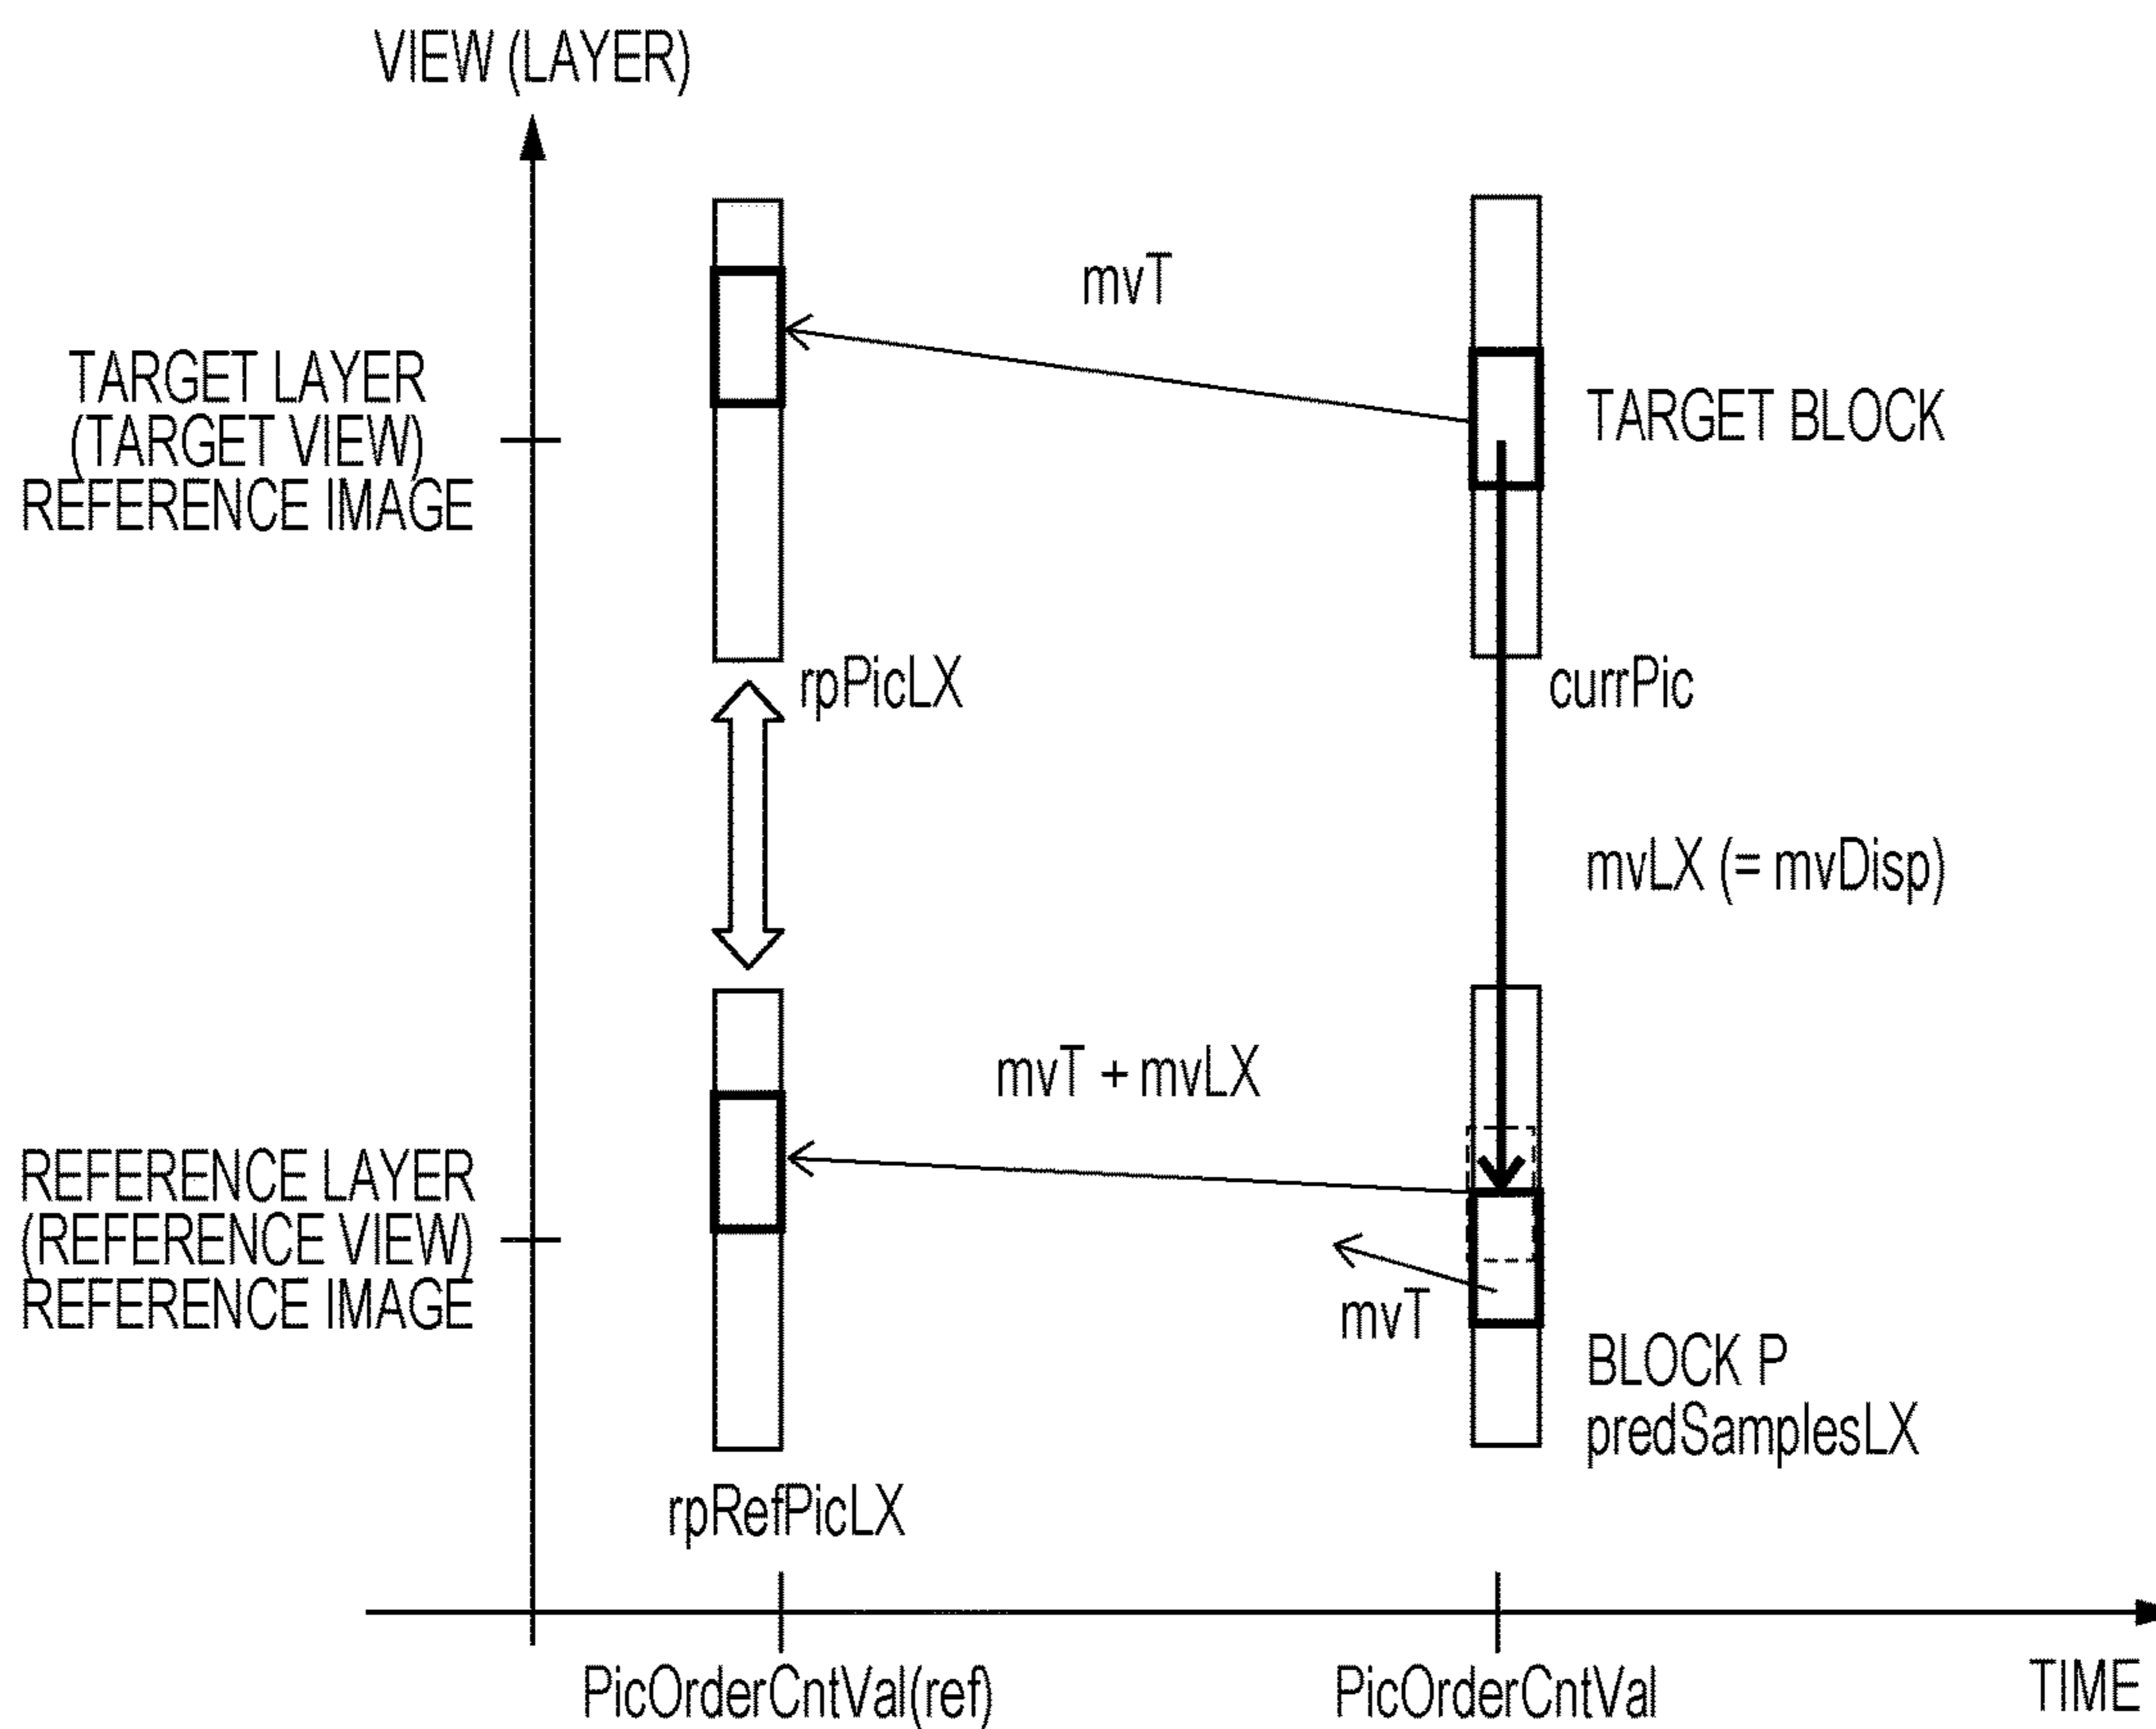 VIEW (LAYER)
mvT
TARGET LAYER
(TARGET VIEW)
REFERENCE IMAGE
TARGET BLOCK
rpPicLX
currPic
mvLX (= mvDisp)
mvT + mvLX
REFERENCE LAYER
(REFERENCE VIEW)
REFERENCE IMAGE
mvT
BLOCK P
predSamplesLX
rpRefPicLX
PicOrderCntVal(ref)
PicOrderCntVal
TIME